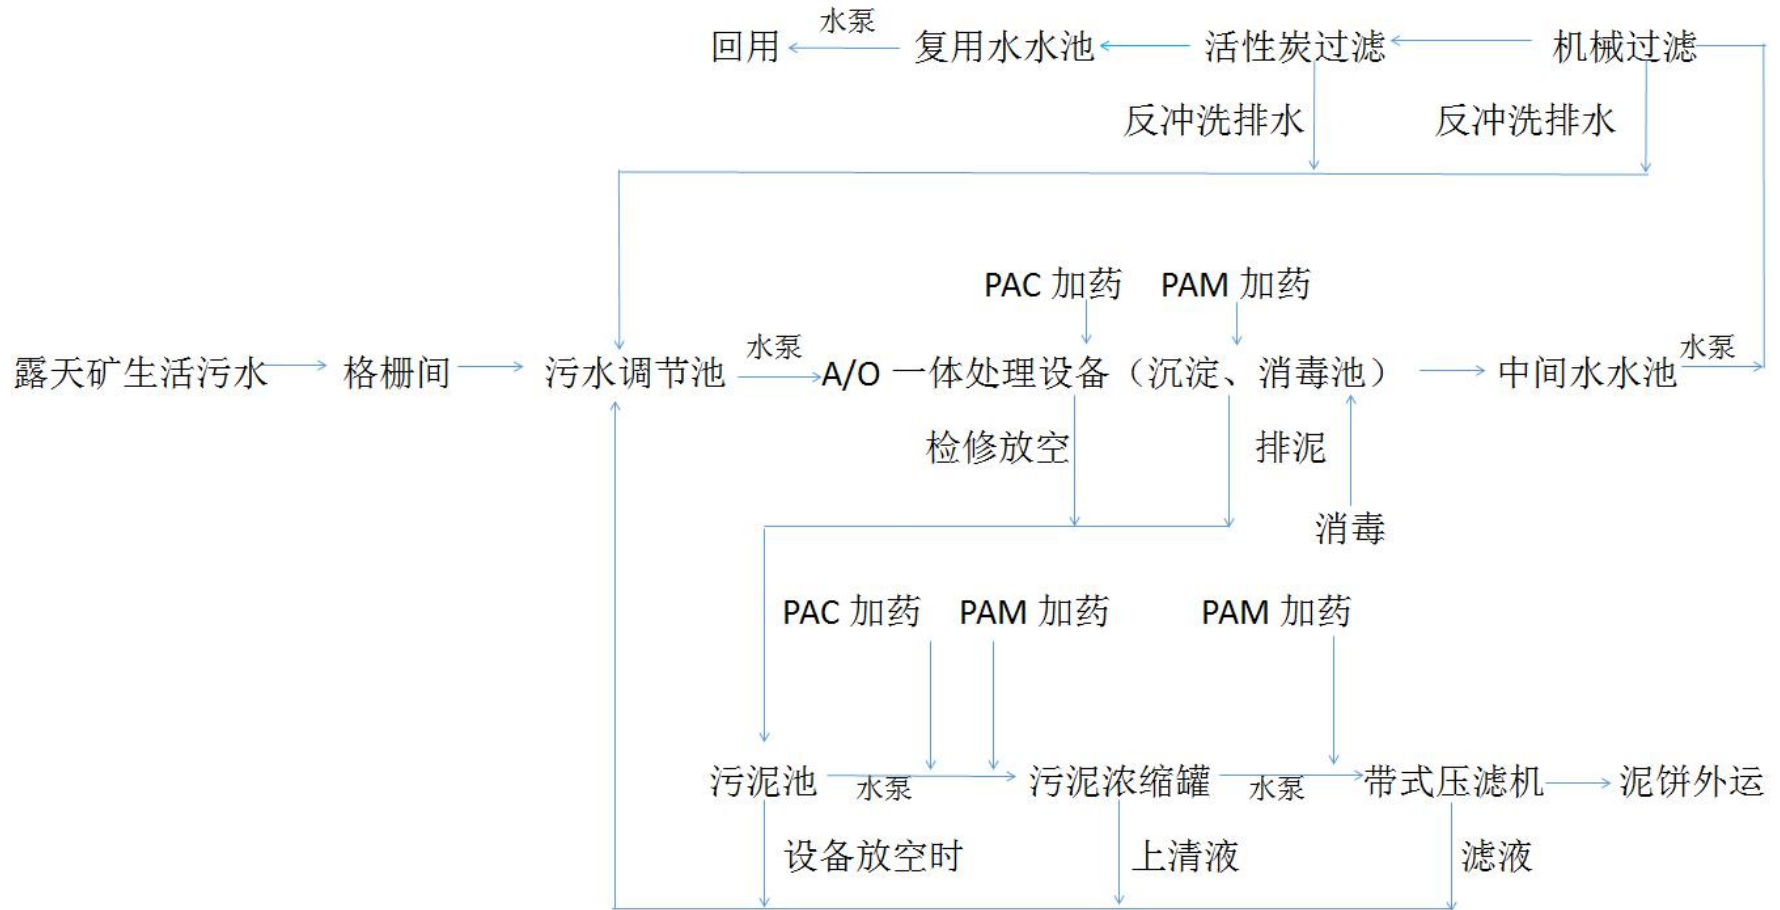 水泵
回用 复用水水池 活性炭过滤 机械过滤
反冲洗排水 反冲洗排水
PAC 加药 PAM 加药
露天矿生活污水 格栅间 污水调节池 水泵 A/O 一体处理设备（沉淀、消毒池） 中间水水池 水泵
检修放空 排泥
消毒
PAC 加药 PAM 加药 PAM 加药
污泥池 水泵 污泥浓缩罐 水泵 带式压滤机 泥饼外运
设备放空时 上清液 滤液